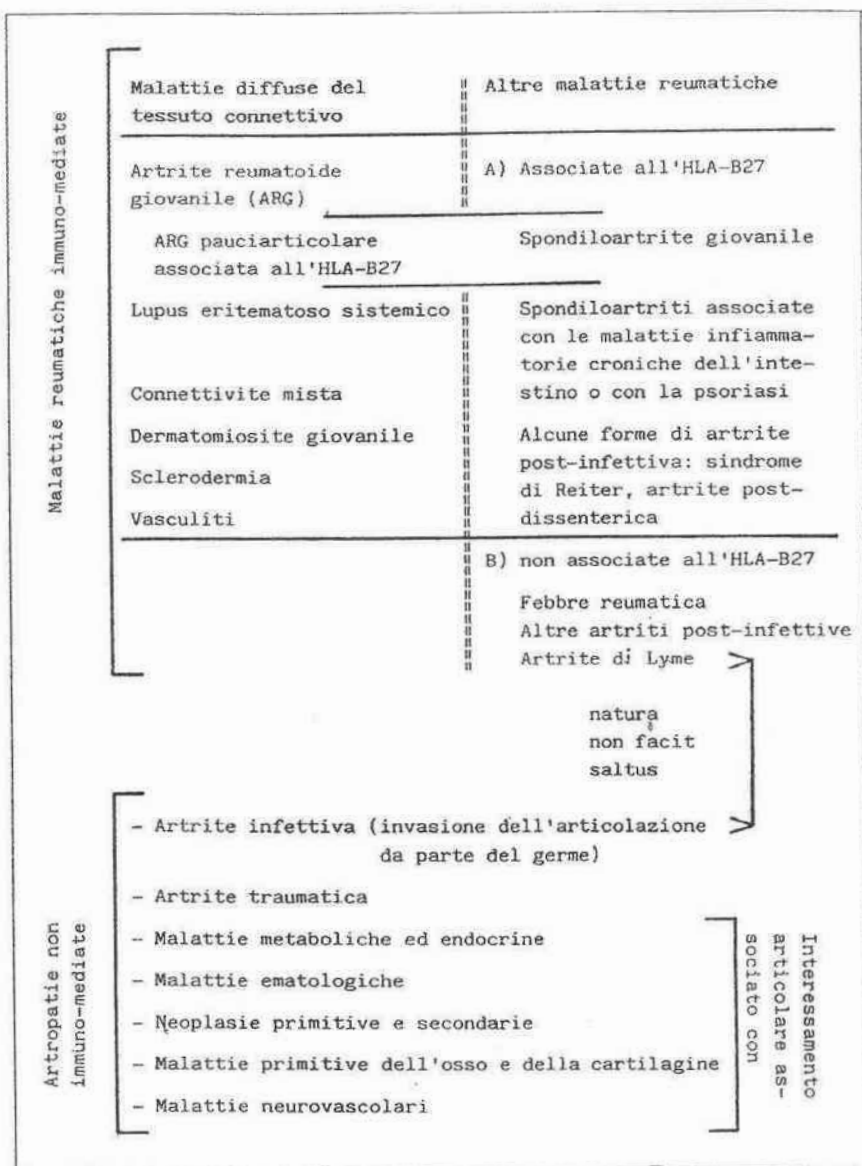 Malattie reumatiche immuno-mediate
Malattie diffuse del
tessuto connettivo
Altre malattie reumatiche
Artrite reumatoide
giovanile (ARG)
A) Associate all'HLA-B27
ARG pauciarticolare
associata all'HLA-B27
Spondiloartrite giovanile
Lupus eritematoso sistemico
Connettivite mista
Dermatomiosite giovanile
Sclerodermia
Vasculiti
Spondiloartriti associate
con le malattie infiamma-
torie croniche dell'inte-
stino o con la psoriasi
Alcune forme di artrite
post-infettiva: sindrome
di Reiter, artrite post-
dissenterica
B) non associate all'HLA-B27
Febbre reumatica
Altre artriti post-infettive
Artrite di Lyme
natura
non facit
saltus
Artropatie non
immuno-mediate
- Artrite infettiva (invasione dell'articolazione
da parte del germe)
- Artrite traumatica
- Malattie metaboliche ed endocrine
- Malattie ematologiche
- Neoplasie primitive e secondarie
- Malattie primitive dell'osso e della cartilagine
- Malattie neurovascolari
Interessamento
articolare as-
sociato con